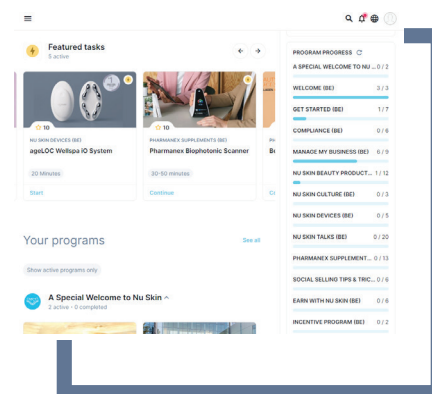 Featured tasks
5 active
10
NU SKIN DEVICES (BE)
ageLOC Wellspa iO System
20 Minutes
Start
10
PHARMANEX SUPPLEMENTS (BE)
Pharmanex Biophotonic Scanner
30-60 minutes
Continue
Your programs
See all
Show active programs only
A Special Welcome to Nu Skin
2 active • 0 completed
PROGRAM PROGRESS
A SPECIAL WELCOME TO NU ... 0 / 2
WELCOME (BE) 3 / 3
GET STARTED (BE) 1 / 7
COMPLIANCE (BE) 0 / 6
MANAGE MY BUSINESS (BE) 6 / 9
NU SKIN BEAUTY PRODUCT... 1 / 12
NU SKIN CULTURE (BE) 0 / 3
NU SKIN DEVICES (BE) 0 / 5
NU SKIN TALKS (BE) 0 / 20
PHARMANEX SUPPLEMENT... 0 / 13
SOCIAL SELLING TIPS & TRIC... 0 / 6
EARN WITH NU SKIN (BE) 0 / 6
INCENTIVE PROGRAM (BE) 0 / 2